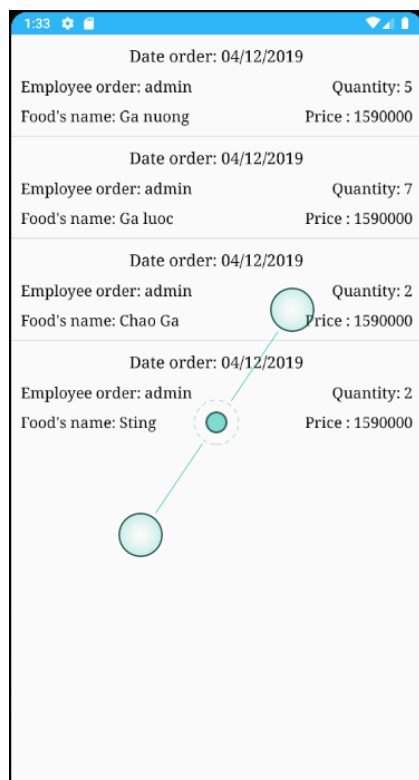 1:33
Date order: 04/12/2019
Employee order: admin Quantity: 5
Food's name: Ga nuong Price : 1590000
Date order: 04/12/2019
Employee order: admin Quantity: 7
Food's name: Ga luoc Price : 1590000
Date order: 04/12/2019
Employee order: admin Quantity: 2
Food's name: Chao Ga Price : 1590000
Date order: 04/12/2019
Employee order: admin Quantity: 2
Food's name: Sting Price : 1590000